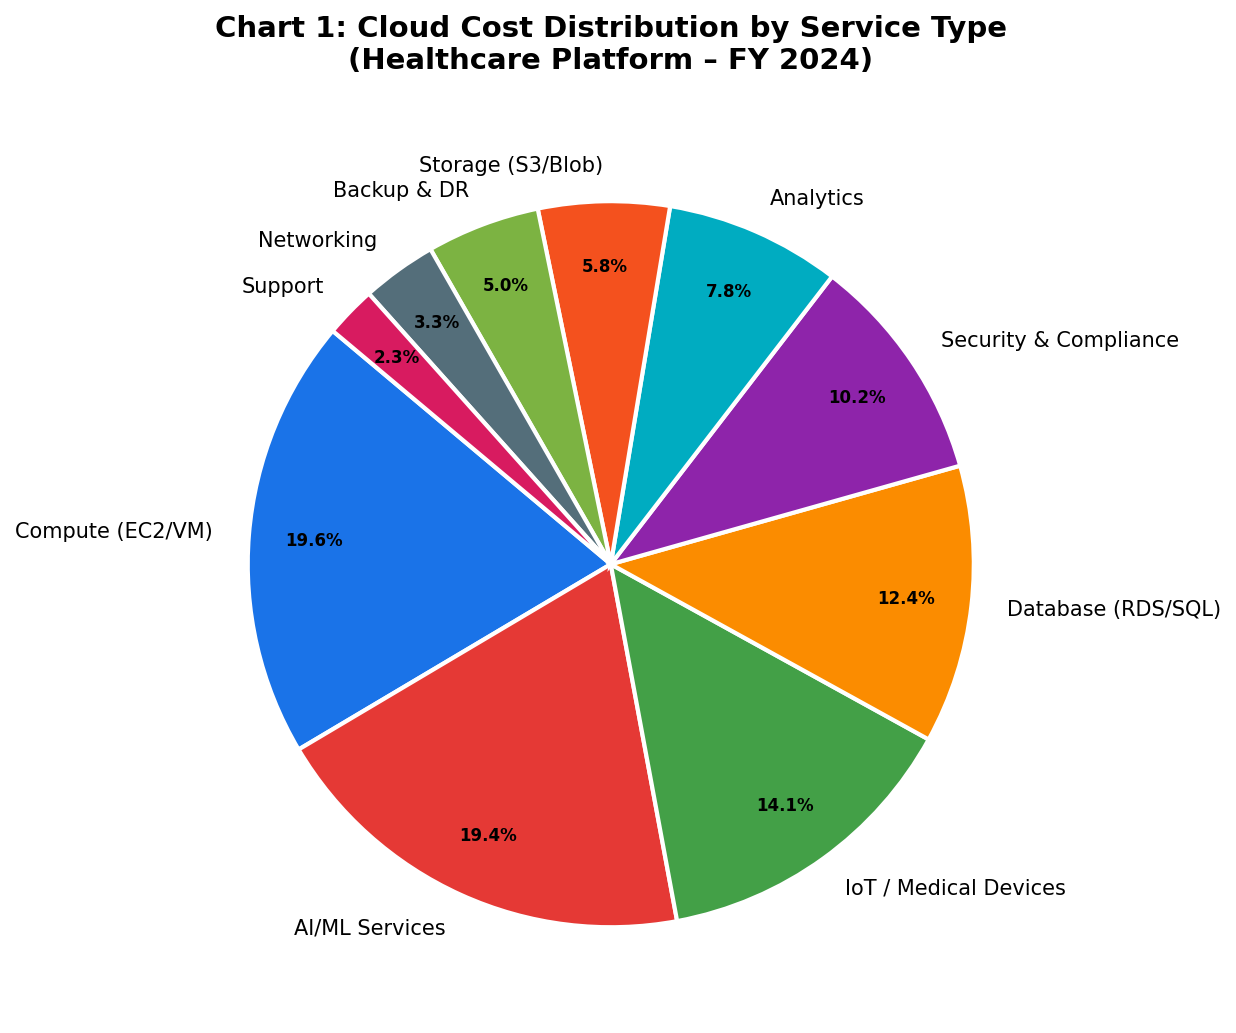 Chart 1: Cloud Cost Distribution by Service Type
(Healthcare Platform – FY 2024)
Storage (S3/Blob)
Backup & DR
Analytics
Networking
Support
5.8%
5.0%
7.8%
3.3%
Security & Compliance
2.3%
10.2%
Compute (EC2/VM)
19.6%
12.4%
Database (RDS/SQL)
14.1%
19.4%
IoT / Medical Devices
AI/ML Services